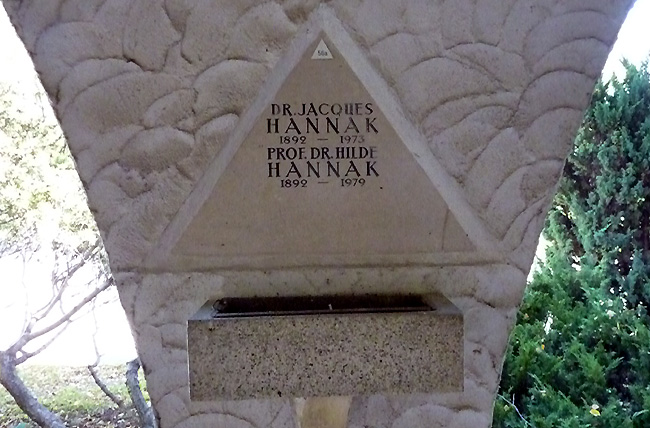 DR. JACQUES
HANNAK
1892 – 1973
PROF. DR. HILDE
HANNAK
1892 – 1979